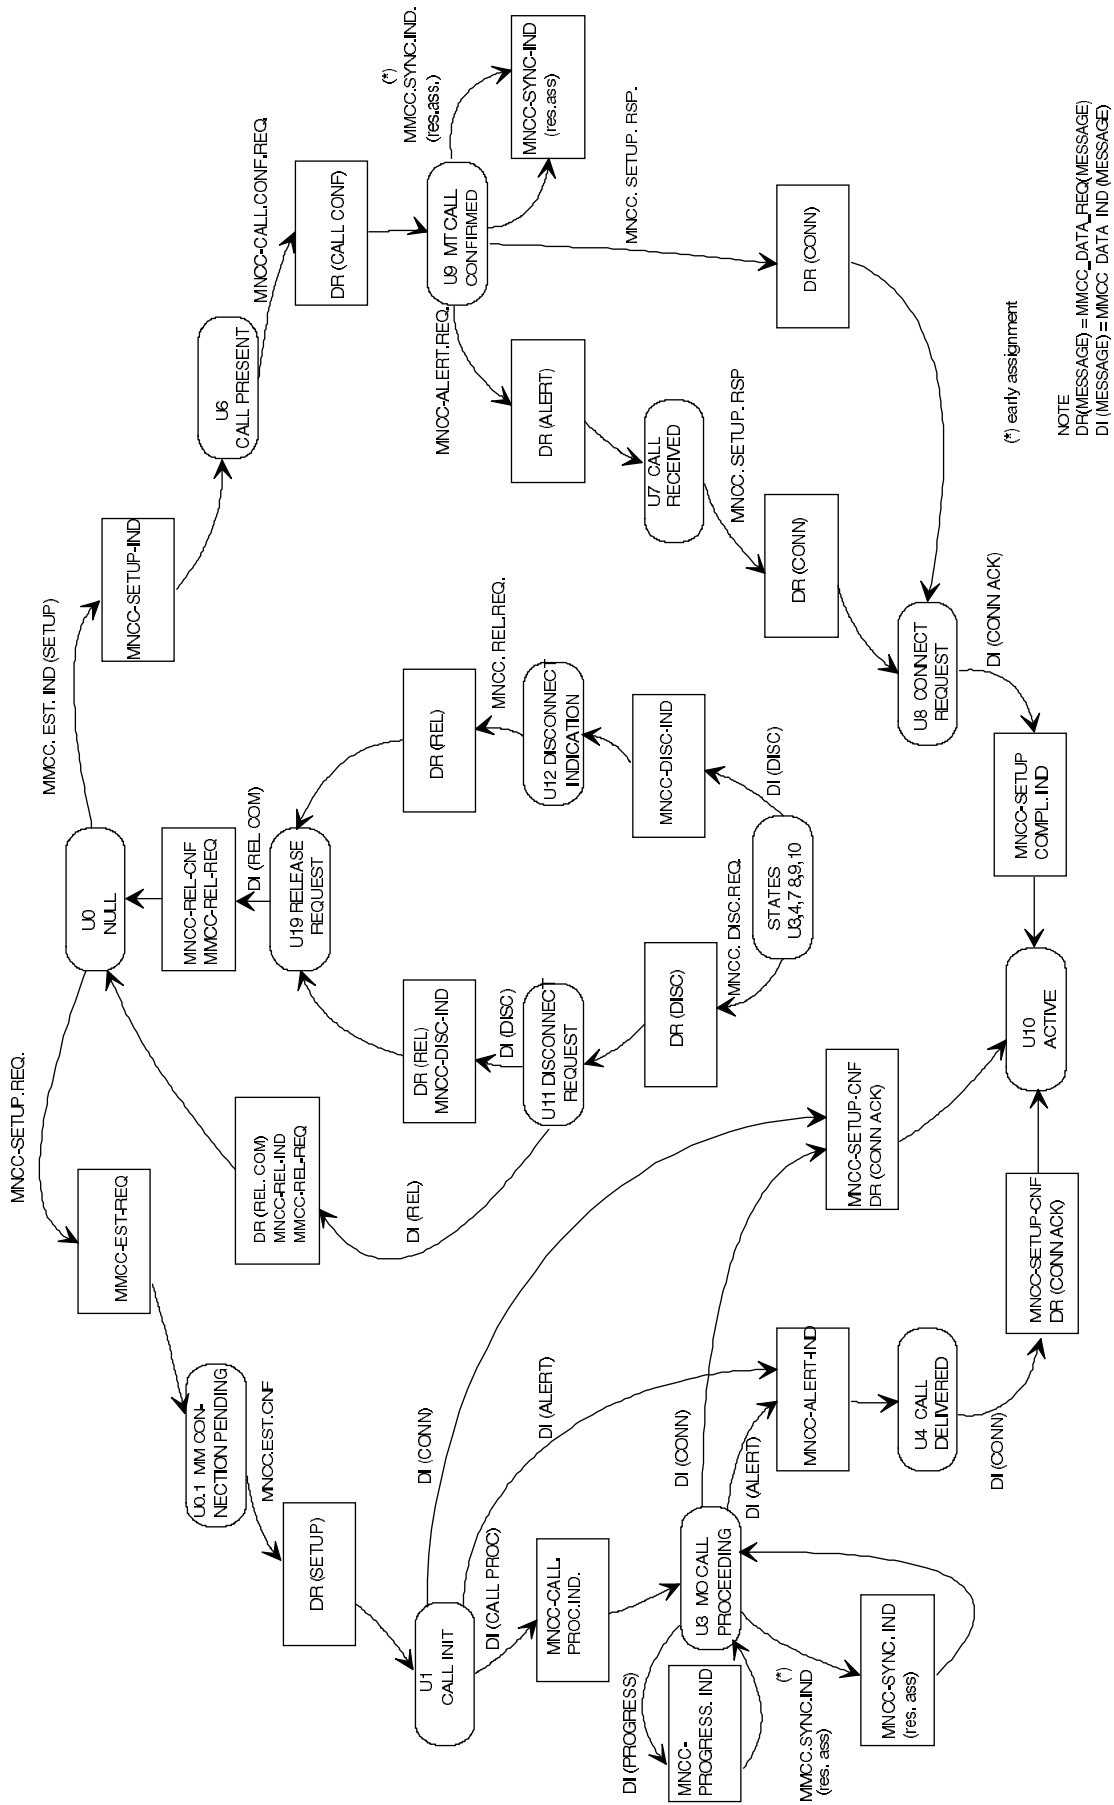 MNCC-SETUP.REQ.
MMCC. EST. IND (SETUP)
U0
NULL
MMCC-EST-REQ
MNCC-SETUP-IND
U0.1 MM CON-
NECTION PENDING
MNCC.EST.CNF
DR (SETUP)
U1
CALL INIT
DI (CALL PROC)
MNCC-CALL.
PROC.IND.
DI (CONN)
DI (ALERT)
U3 MO CALL
PROCEEDING
DI (PROGRESS)
MNCC-
PROGRESS. IND
(*)
MMCC.SYNC.IND
(res. ass)
MNCC-SYNC. IND
(res. ass)
DI (CONN)
DI (ALERT)
MNCC-ALERT-IND
U4 CALL
DELIVERED
DI (CONN)
MNCC-SETUP-CNF
DR (CONN ACK)
MNCC-SETUP-CNF
DR (CONN ACK)
U10
ACTIVE
DR (REL. COM)
MNCC-REL-IND
MMCC-REL-REQ
DI (REL)
MNCC-REL-CNF
MMCC-REL-REQ
DI (REL COM)
U19 RELEASE
REQUEST
DR (REL)
MNCC-DISC-IND
DI (DISC)
U11 DISCONNECT
REQUEST
DR (DISC)
MNCC. DISC.REQ.
STATES
U3,4,7 8,9,10
DI (DISC)
MNCC-DISC-IND
U12 DISCONNECT
INDICATION
MNCC. REL.REQ.
DR (REL)
U6
CALL PRESENT
MNCC-CALL.CONF.REQ.
DR (CALL CONF)
U9 MT CALL
CONFIRMED
(*)
MMCC.SYNC.IND.
(res.ass.)
MNCC-SYNC-IND
(res.ass)
MNCC-ALERT.REQ.
DR (ALERT)
U7 CALL
RECEIVED
MNCC. SETUP. RSP
DR (CONN)
MNCC. SETUP. RSP.
DR (CONN)
U8 CONNECT
REQUEST
DI (CONN ACK)
MNCC-SETUP
COMPL.IND
(*) early assignment
NOTE
DR(MESSAGE) = MMCC_DATA_REQ(MESSAGE)
DI (MESSAGE) = MMCC_DATA_IND (MESSAGE)